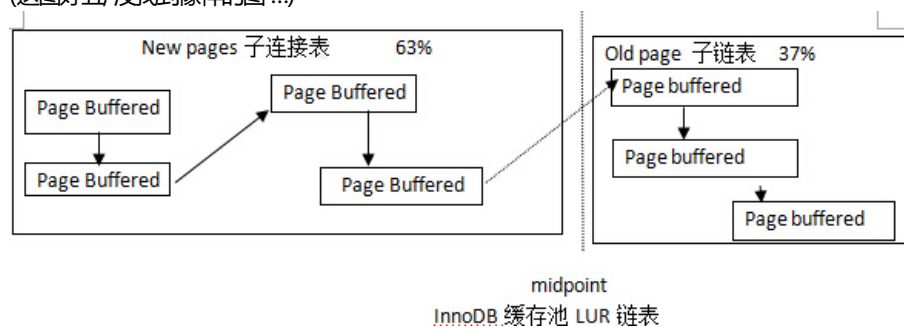 New pages 子连接表 63%
Page Buffered
Page Buffered
Page Buffered
Page Buffered
Old page 子链表 37%
Page buffered
Page buffered
Page buffered
midpoint
InnoDB 缓存池 LUR 链表